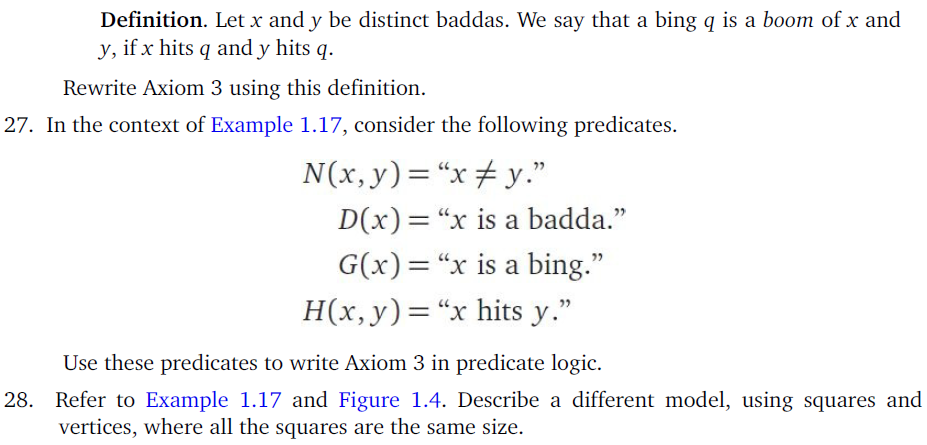 Definition. Let x and y be distinct baddas. We say that a bing q is a boom of x and
y, if x hits q and y hits q.
Rewrite Axiom 3 using this definition.
27. In the context of Example 1.17, consider the following predicates.
N(x, y) = “x ≠ y.”
D(x) = “x is a badda.”
G(x) = “x is a bing.”
H(x, y) = “x hits y.”
Use these predicates to write Axiom 3 in predicate logic.
28. Refer to Example 1.17 and Figure 1.4. Describe a different model, using squares and
vertices, where all the squares are the same size.